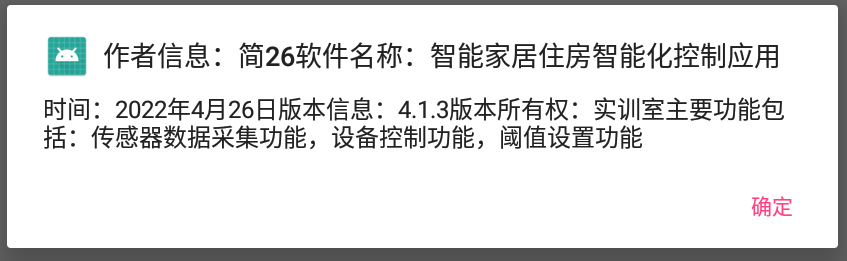 作者信息：简26软件名称：智能家居住房智能化控制应用
时间：2022年4月26日版本信息：4.1.3版本所有权：实训室主要功能包
括：传感器数据采集功能，设备控制功能，阈值设置功能
确定